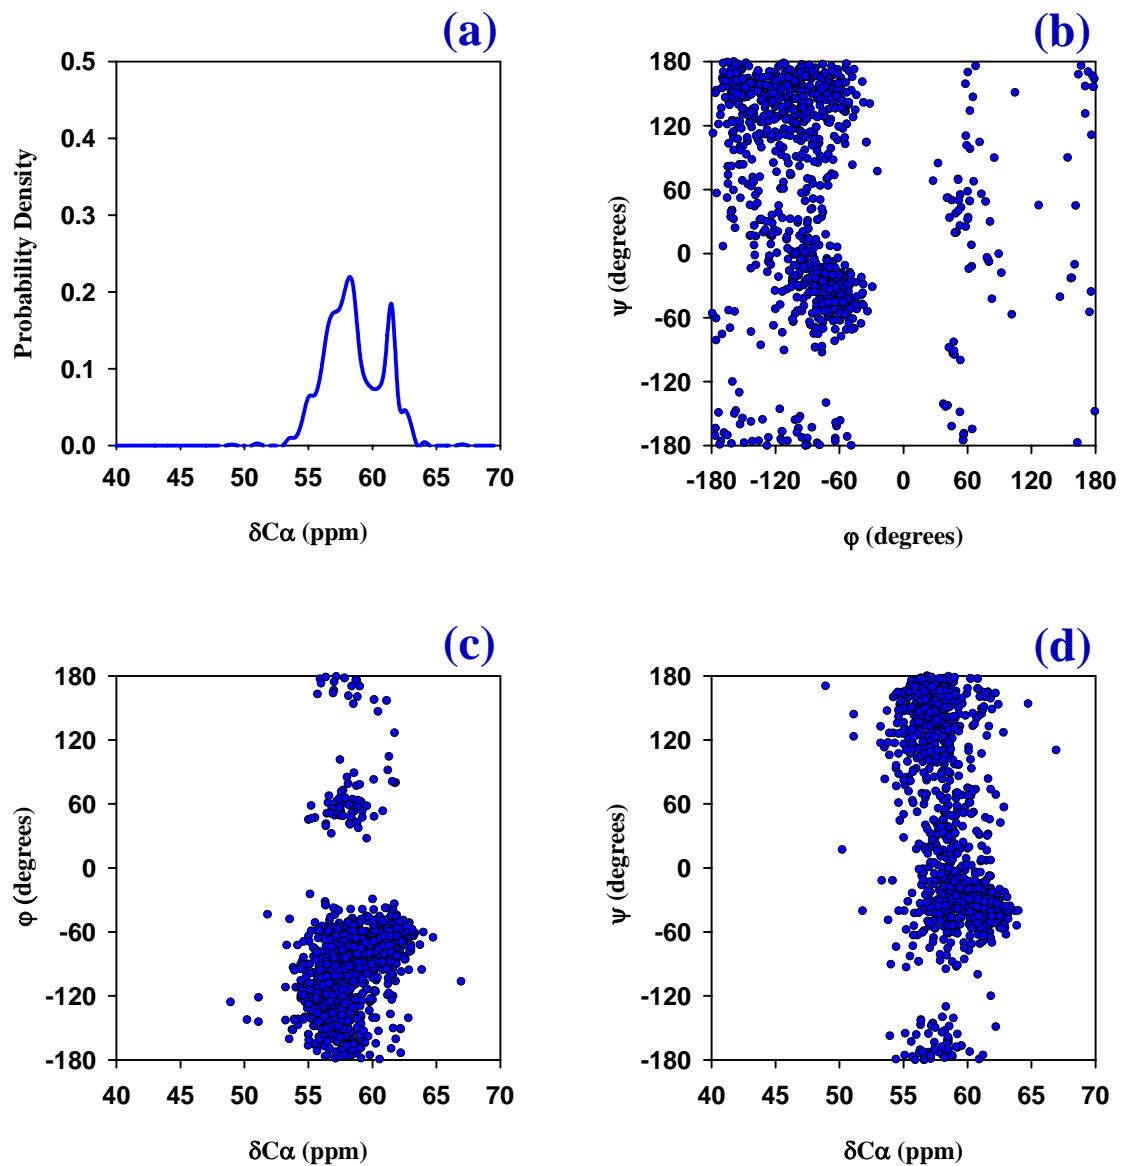 (a)
0.5
0.4
0.3
0.2
0.1
0.0
Probability Density
40 45 50 55 60 65 70
δCα (ppm)
(b)
180
120
60
0
-60
-120
-180
ψ (degrees)
-180 -120 -60 0 60 120 180
φ (degrees)
(c)
180
120
60
0
-60
-120
-180
φ (degrees)
40 45 50 55 60 65 70
δCα (ppm)
(d)
180
120
60
0
-60
-120
-180
ψ (degrees)
40 45 50 55 60 65 70
δCα (ppm)